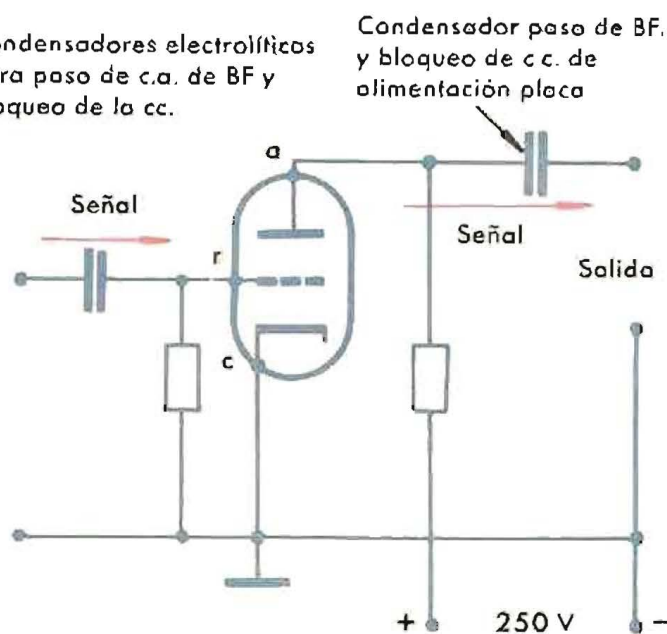 ondensadores electrolíticos
ra paso de c.a. de BF y
oqueo de la cc.
Condensador paso de BF.
y bloqueo de c c. de
alimentación placa
a
Señal
Señal
r
Salida
c
+ 250 V -